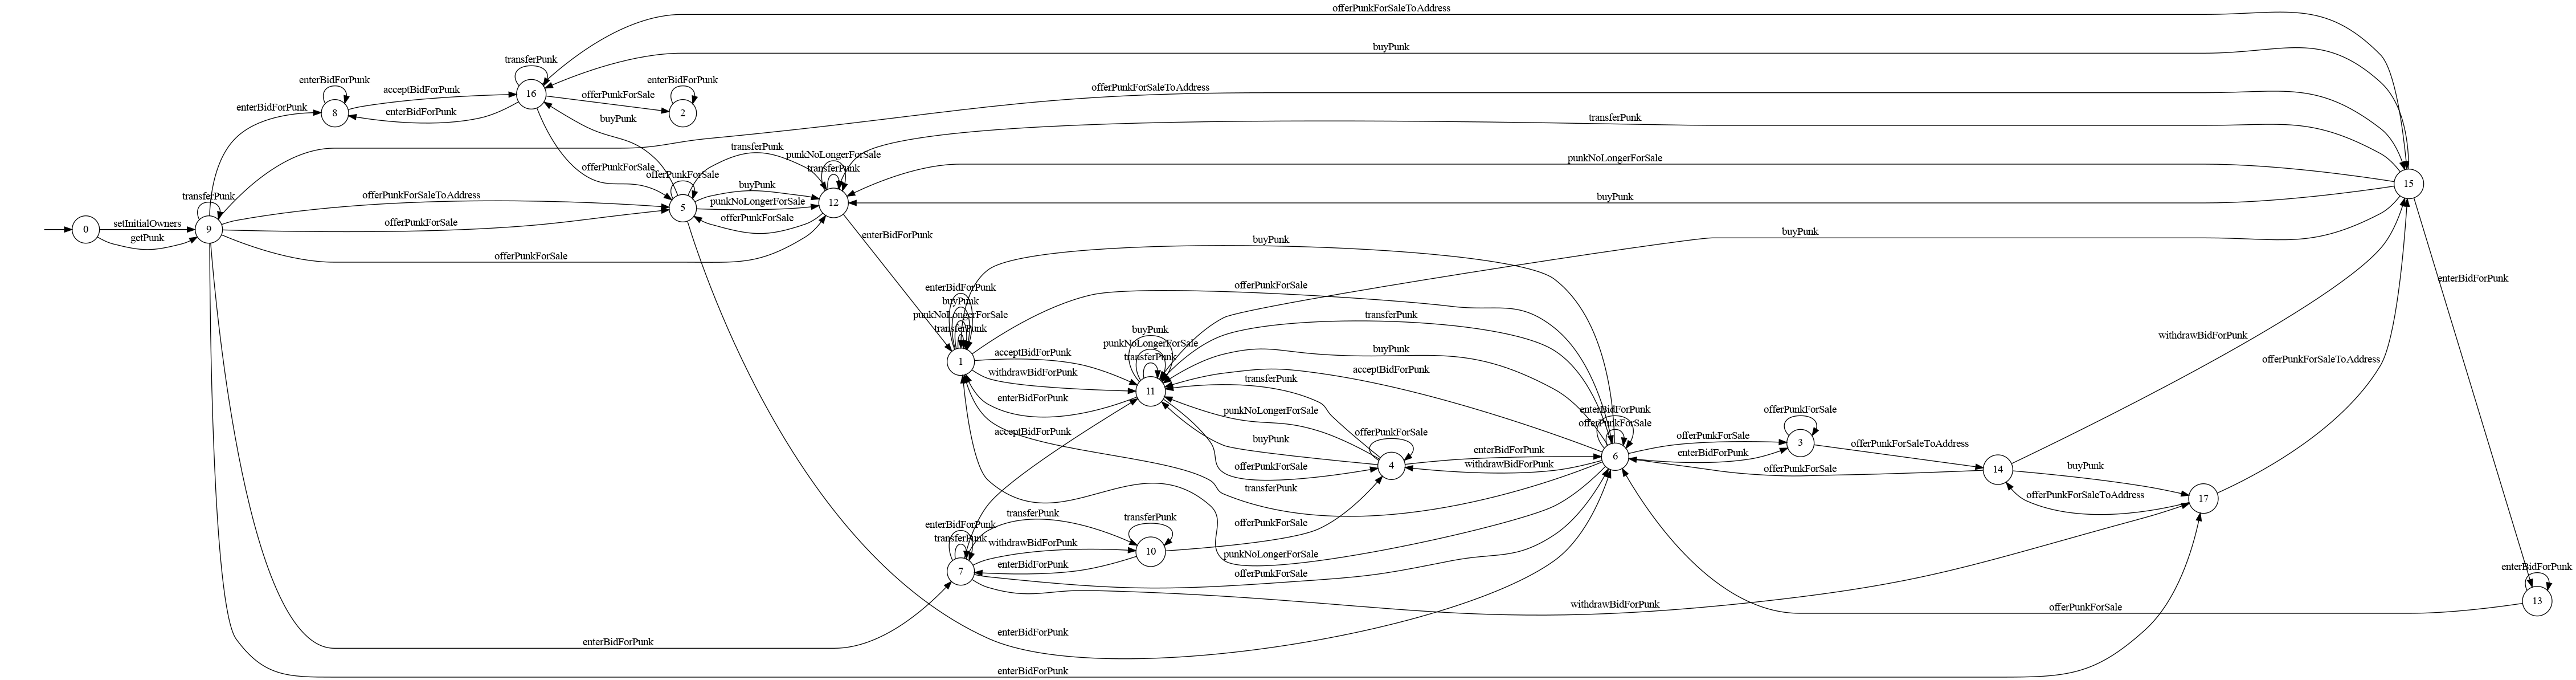 offerPunkForSaleToAddress
buyPunk
transferPunk
16
enterBidForPunk
8
enterBidForPunk
acceptBidForPunk
enterBidForPunk
offerPunkForSale
enterBidForPunk
2
offerPunkForSaleToAddress
buyPunk
transferPunk
punkNoLongerForSale
buyPunk
15
offerPunkForSale
offerPunkForSale
transferPunk
punkNoLongerForSale
transferPunk
buyPunk
punkNoLongerForSale
offerPunkForSale
5
12
0
setInitialOwners
getPunk
transferPunk
9
offerPunkForSaleToAddress
offerPunkForSale
offerPunkForSale
enterBidForPunk
buyPunk
buyPunk
enterBidForPunk
enterBidForPunk
buyPunk
punkNoLongerForSale
transferPunk
1
offerPunkForSale
transferPunk
buyPunk
acceptBidForPunk
acceptBidForPunk
withdrawBidForPunk
enterBidForPunk
buyPunk
punkNoLongerForSale
transferPunk
11
transferPunk
punkNoLongerForSale
buyPunk
offerPunkForSale
offerPunkForSale
4
enterBidForPunk
withdrawBidForPunk
enterBidForPunk
offerPunkForSale
6
offerPunkForSale
enterBidForPunk
offerPunkForSale
3
offerPunkForSaleToAddress
offerPunkForSale
14
withdrawBidForPunk
offerPunkForSaleToAddress
buyPunk
offerPunkForSaleToAddress
17
acceptBidForPunk
transferPunk
enterBidForPunk
transferPunk
7
transferPunk
withdrawBidForPunk
enterBidForPunk
transferPunk
10
offerPunkForSale
punkNoLongerForSale
offerPunkForSale
withdrawBidForPunk
enterBidForPunk
13
offerPunkForSale
enterBidForPunk
enterBidForPunk
enterBidForPunk